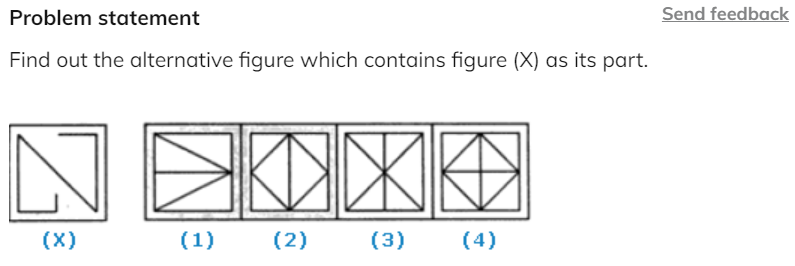 Problem statement
Send feedback
Find out the alternative figure which contains figure (X) as its part.
(X) (1) (2) (3) (4)